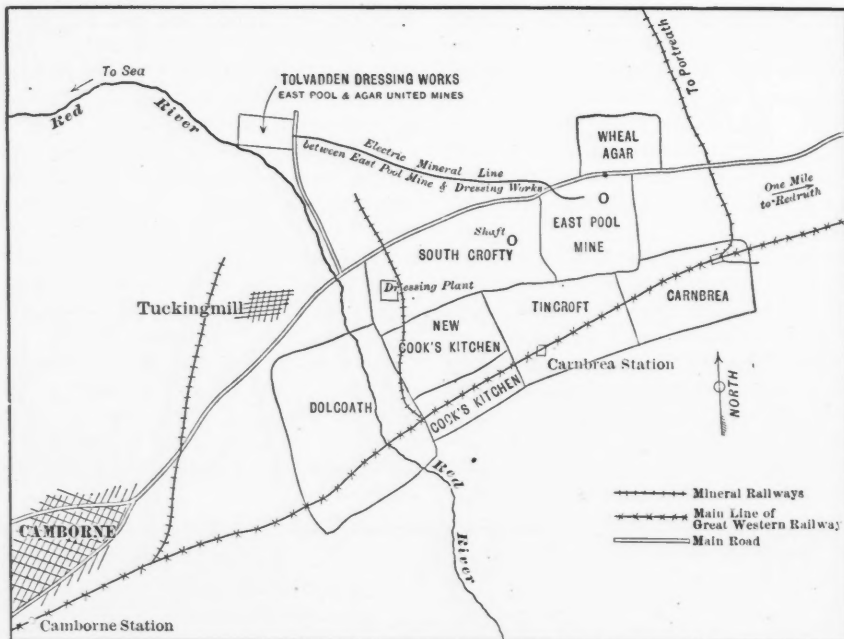 To Sea
Red
River
TOLVADDEN DRESSING WORKS
EAST POOL & AGAR UNITED MINES
Electric Mineral Line
between East Pool Mine & Dressing Works
To Portreath
WHEAL
AGAR
One Mile
to Redruth
EAST POOL
MINE
Shaft
SOUTH CROFTY
Dressing Plant
Tuckingmill
NEW
COOK'S KITCHEN
TINCROFT
CARNBREA
Carnbrea Station
DOLCOATH
COOK'S KITCHEN
NORTH
Red
River
CAMBORNE
Camborne Station
Mineral Railways
Main Line of
Great Western Railway
Main Road